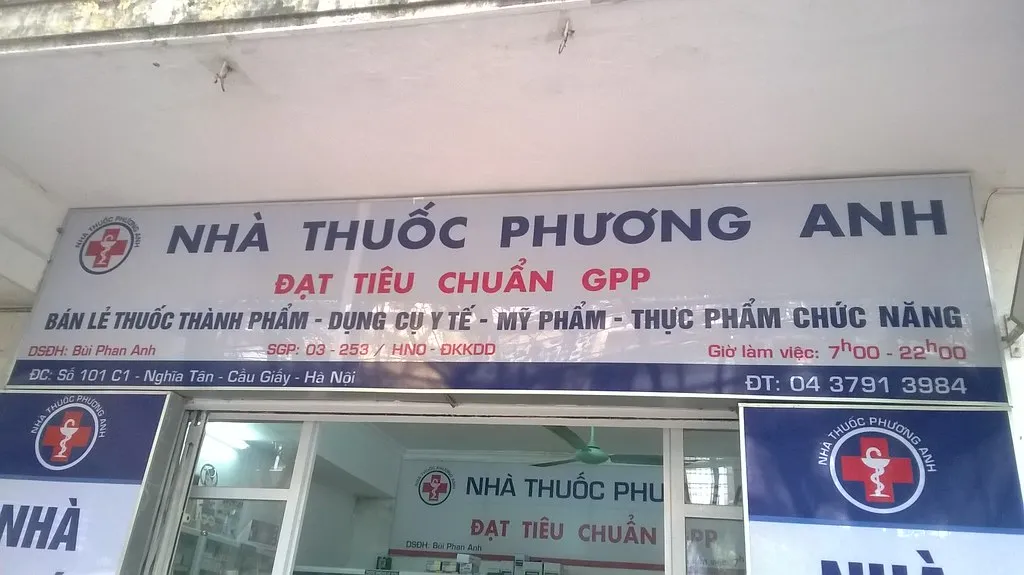 NHÀ THUỐC PHƯƠNG ANH
NHÀ THUỐC PHƯƠNG ANH
ĐẠT TIÊU CHUẨN GPP
BÁN LẺ THUỐC THÀNH PHẨM - DỤNG CỤ Y TẾ - MỸ PHẨM - THỰC PHẨM CHỨC NĂNG
DSĐH: Bùi Phan Anh SGP: 03 - 253 / HNO - ĐKKDD Giờ làm việc: 7h00 - 22h00
ĐC: Số 101 C1 - Nghĩa Tân - Cầu Giấy - Hà Nội ĐT: 04 3791 3984
NHÀ THUỐC PHƯƠNG ANH
NHÀ
NHÀ THUỐC PHƯ
ĐẠT TIÊU CHUẨN PP
DSĐH: Bùi Phan Anh
NHÀ THUỐC PHƯƠNG ANH
NHÀ